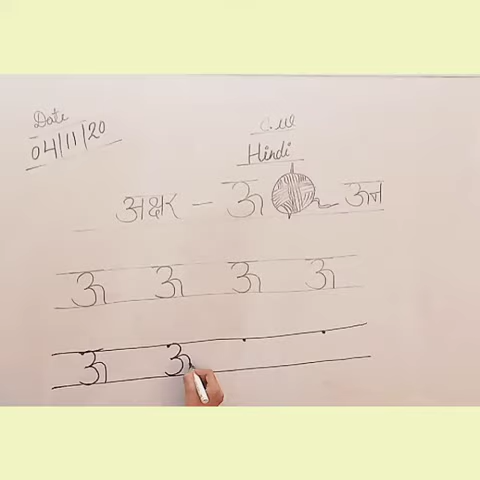 Date
04/11/20
C.W
Hindi
अक्षर - ऊ ऊन
ऊ ऊ ऊ ऊ
ऊ ऊ